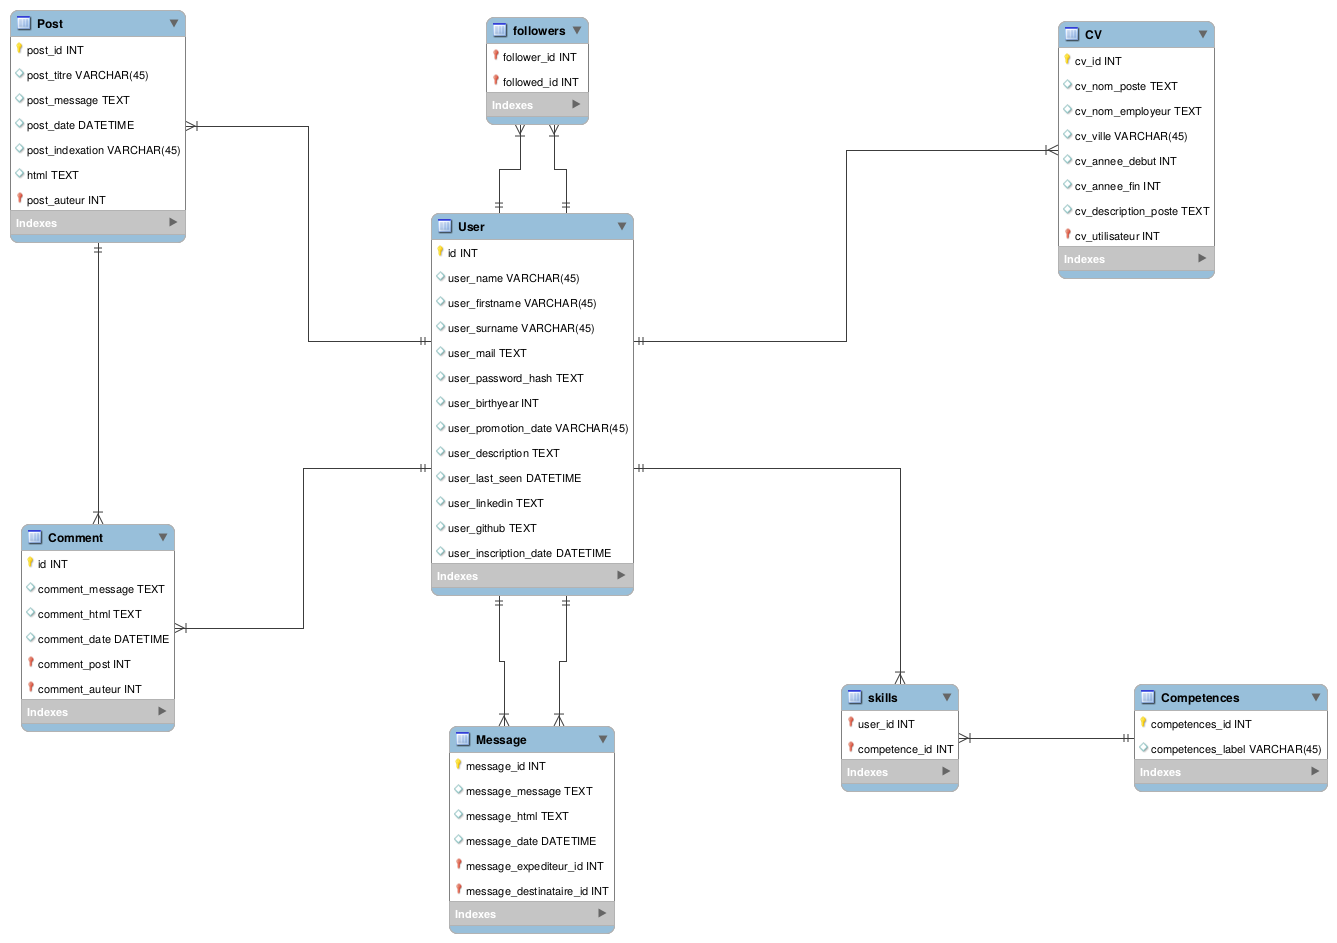 Post
post_id INT
post_titre VARCHAR(45)
post_message TEXT
post_date DATETIME
post_indexation VARCHAR(45)
html TEXT
post_auteur INT
Indexes
followers
follower_id INT
followed_id INT
Indexes
CV
cv_id INT
cv_nom_poste TEXT
cv_nom_employeur TEXT
cv_ville VARCHAR(45)
cv_annee_debut INT
cv_annee_fin INT
cv_description_poste TEXT
cv_utilisateur INT
Indexes
User
id INT
user_name VARCHAR(45)
user_firstname VARCHAR(45)
user_surname VARCHAR(45)
user_mail TEXT
user_password_hash TEXT
user_birthyear INT
user_promotion_date VARCHAR(45)
user_description TEXT
user_last_seen DATETIME
user_linkedin TEXT
user_github TEXT
user_inscription_date DATETIME
Indexes
Comment
id INT
comment_message TEXT
comment_html TEXT
comment_date DATETIME
comment_post INT
comment_auteur INT
Indexes
Message
message_id INT
message_message TEXT
message_html TEXT
message_date DATETIME
message_expediteur_id INT
message_destinataire_id INT
Indexes
skills
user_id INT
competence_id INT
Indexes
Competences
competences_id INT
competences_label VARCHAR(45)
Indexes